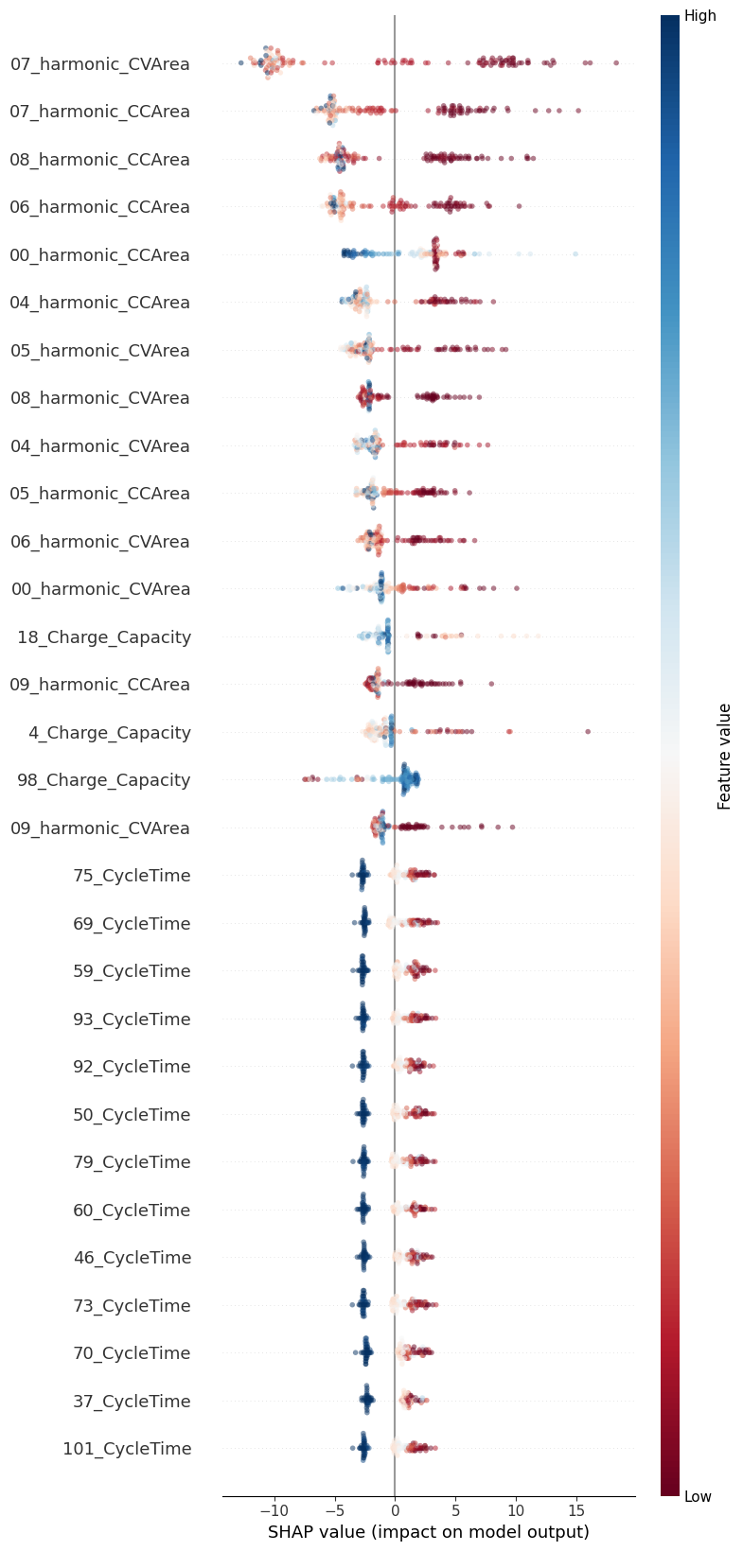 High
07_harmonic_CVArea
07_harmonic_CCArea
08_harmonic_CCArea
06_harmonic_CCArea
00_harmonic_CCArea
04_harmonic_CCArea
05_harmonic_CVArea
08_harmonic_CVArea
04_harmonic_CVArea
05_harmonic_CCArea
06_harmonic_CVArea
00_harmonic_CVArea
18_Charge_Capacity
09_harmonic_CCArea
4_Charge_Capacity
98_Charge_Capacity
09_harmonic_CVArea
75_CycleTime
69_CycleTime
59_CycleTime
93_CycleTime
92_CycleTime
50_CycleTime
79_CycleTime
60_CycleTime
46_CycleTime
73_CycleTime
70_CycleTime
37_CycleTime
101_CycleTime
Feature value
Low
−10 −5 0 5 10 15
SHAP value (impact on model output)